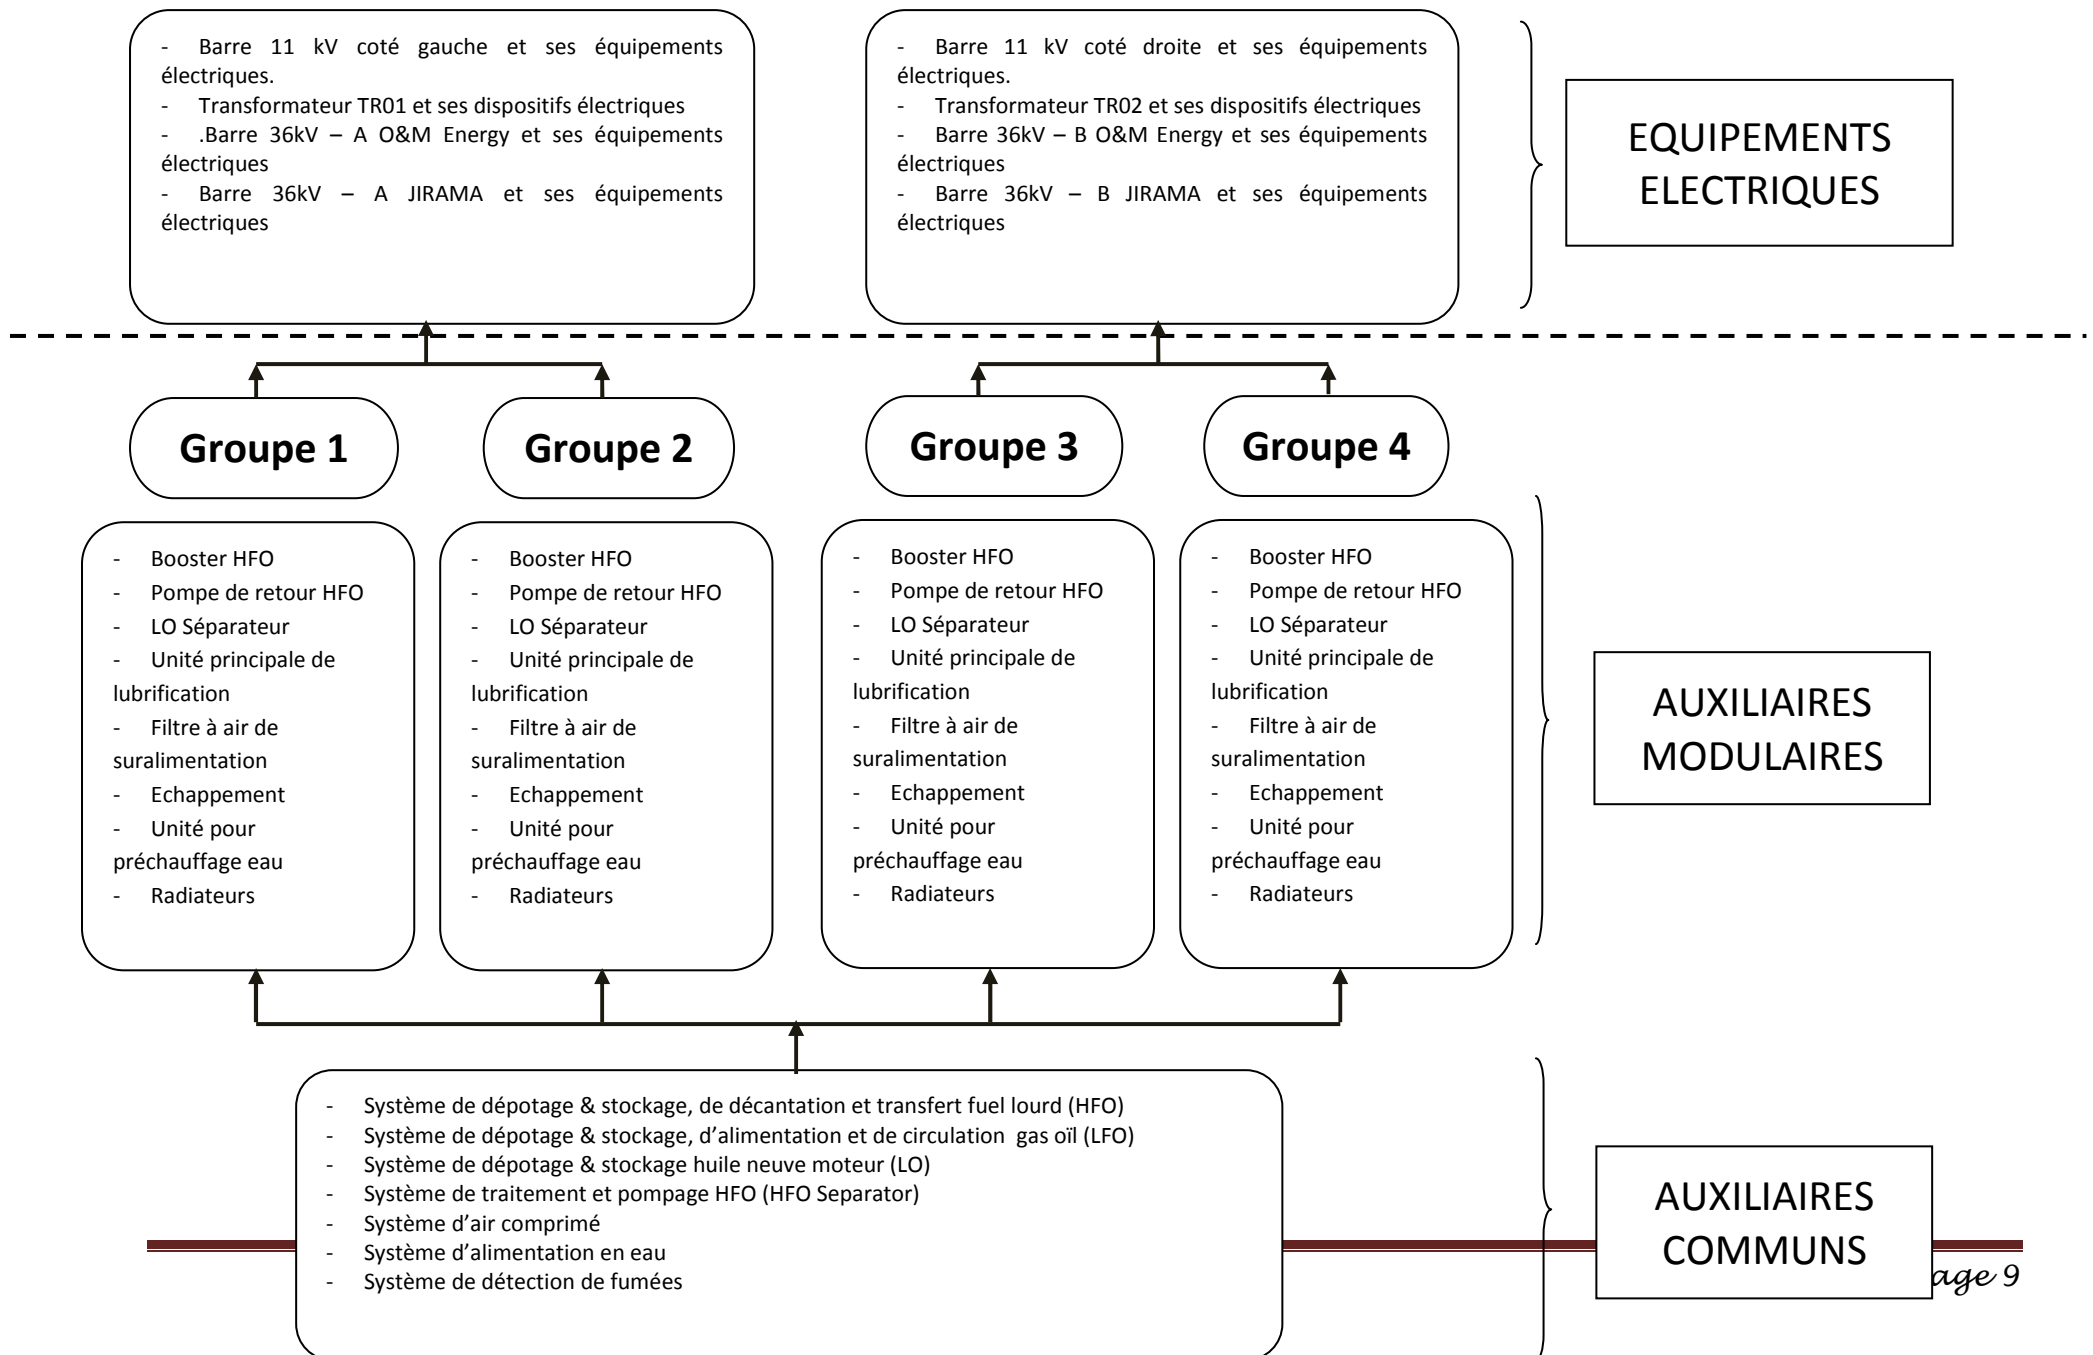 - Barre 11 kV coté gauche et ses équipements
électriques.
- Transformateur TR01 et ses dispositifs électriques
- .Barre 36kV – A O&M Energy et ses équipements
électriques
- Barre 36kV – A JIRAMA et ses équipements
électriques
- Barre 11 kV coté droite et ses équipements
électriques.
- Transformateur TR02 et ses dispositifs électriques
- Barre 36kV – B O&M Energy et ses équipements
électriques
- Barre 36kV – B JIRAMA et ses équipements
électriques
EQUIPEMENTS
ELECTRIQUES
Groupe 1
Groupe 2
Groupe 3
Groupe 4
- Booster HFO
- Pompe de retour HFO
- LO Séparateur
- Unité principale de
lubrification
- Filtre à air de
suralimentation
- Echappement
- Unité pour
préchauffage eau
- Radiateurs
- Booster HFO
- Pompe de retour HFO
- LO Séparateur
- Unité principale de
lubrification
- Filtre à air de
suralimentation
- Echappement
- Unité pour
préchauffage eau
- Radiateurs
- Booster HFO
- Pompe de retour HFO
- LO Séparateur
- Unité principale de
lubrification
- Filtre à air de
suralimentation
- Echappement
- Unité pour
préchauffage eau
- Radiateurs
- Booster HFO
- Pompe de retour HFO
- LO Séparateur
- Unité principale de
lubrification
- Filtre à air de
suralimentation
- Echappement
- Unité pour
préchauffage eau
- Radiateurs
AUXILIAIRES
MODULAIRES
- Système de dépotage & stockage, de décantation et transfert fuel lourd (HFO)
- Système de dépotage & stockage, d’alimentation et de circulation gas oïl (LFO)
- Système de dépotage & stockage huile neuve moteur (LO)
- Système de traitement et pompage HFO (HFO Separator)
- Système d’air comprimé
- Système d’alimentation en eau
- Système de détection de fumées
AUXILIAIRES
COMMUNS
age 9